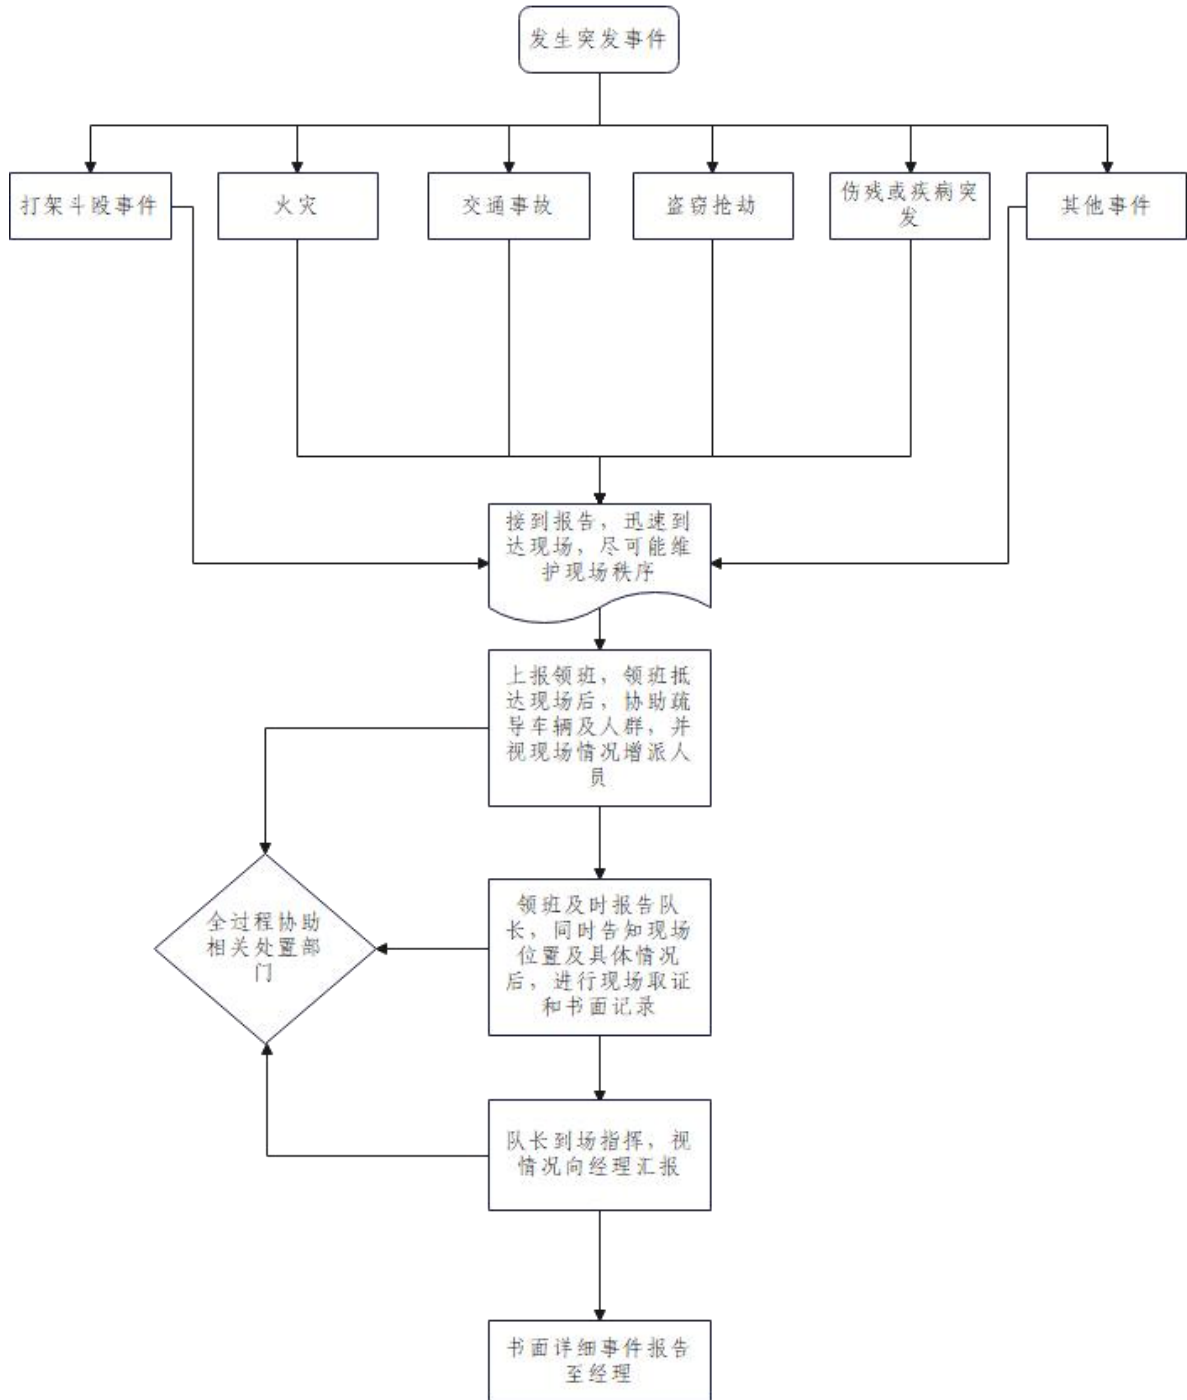 发生突发事件
打架斗殴事件
火灾
交通事故
盗窃抢劫
伤残或疾病突
发
其他事件
接到报告，迅速到
达现场，尽可能维
护现场秩序
上报领班，领班抵
达现场后，协助疏
导车辆及人群，并
视现场情况增派人
员
全过程协助
相关处置部
门
领班及时报告队
长，同时告知现场
位置及具体情况
后，进行现场取证
和书面记录
队长到场指挥，视
情况向经理汇报
书面详细事件报告
至经理